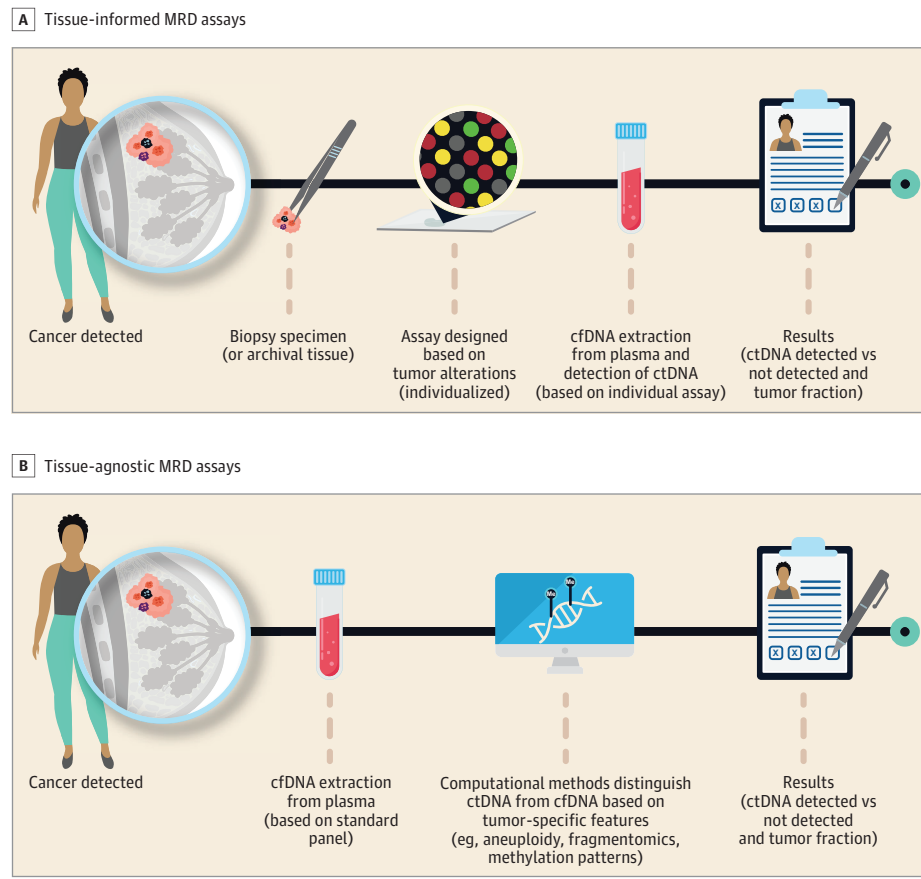 A Tissue-informed MRD assays
Cancer detected
Biopsy specimen
(or archival tissue)
Assay designed
based on
tumor alterations
(individualized)
cfDNA extraction
from plasma and
detection of ctDNA
(based on individual assay)
Results
(ctDNA detected vs
not detected and
tumor fraction)
X X X
B Tissue-agnostic MRD assays
Me Me
Cancer detected
cfDNA extraction
from plasma
(based on standard
panel)
Computational methods distinguish
ctDNA from cfDNA based on
tumor-specific features
(eg, aneuploidy, fragmentomics,
methylation patterns)
Results
(ctDNA detected vs
not detected
and tumor fraction)
X X X